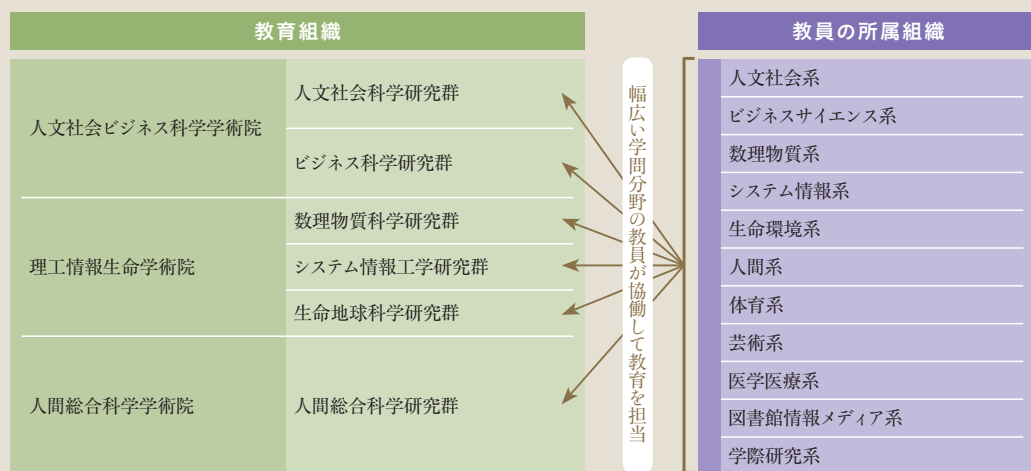 教育組織
人文社会ビジネス科学学術院
人文社会科学研究群
ビジネス科学研究群
理工情報生命学術院
数理物質科学研究群
システム情報工学研究群
生命地球科学研究群
人間総合科学学術院
人間総合科学研究群
幅広い学問分野の教員が協働して教育を担当
教員の所属組織
人文社会系
ビジネスサイエンス系
数理物質系
システム情報系
生命環境系
人間系
体育系
芸術系
医学医療系
図書館情報メディア系
学際研究系